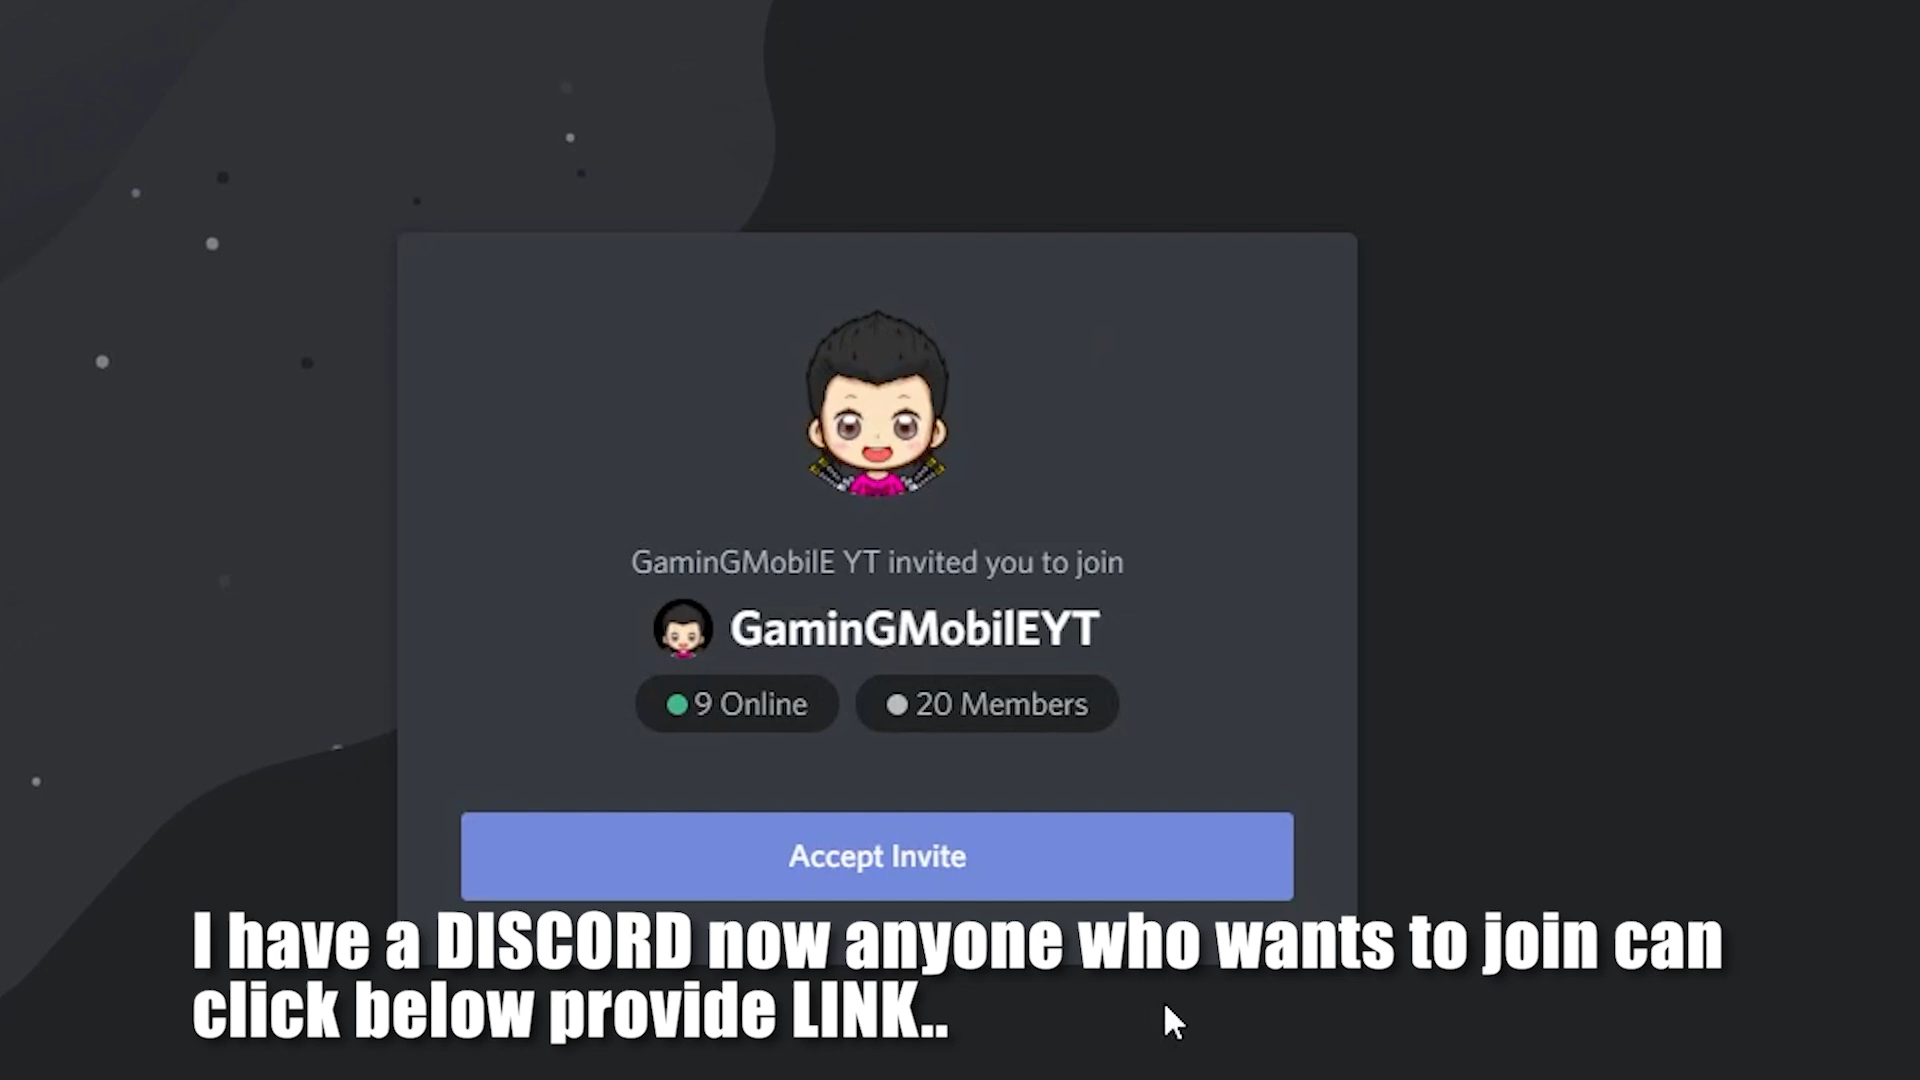 GaminGMobilE YT invited you to join
GaminGMobilEYT
9 Online 20 Members
Accept Invite
I have a DISCORD now anyone who wants to join can
click below provide LINK..